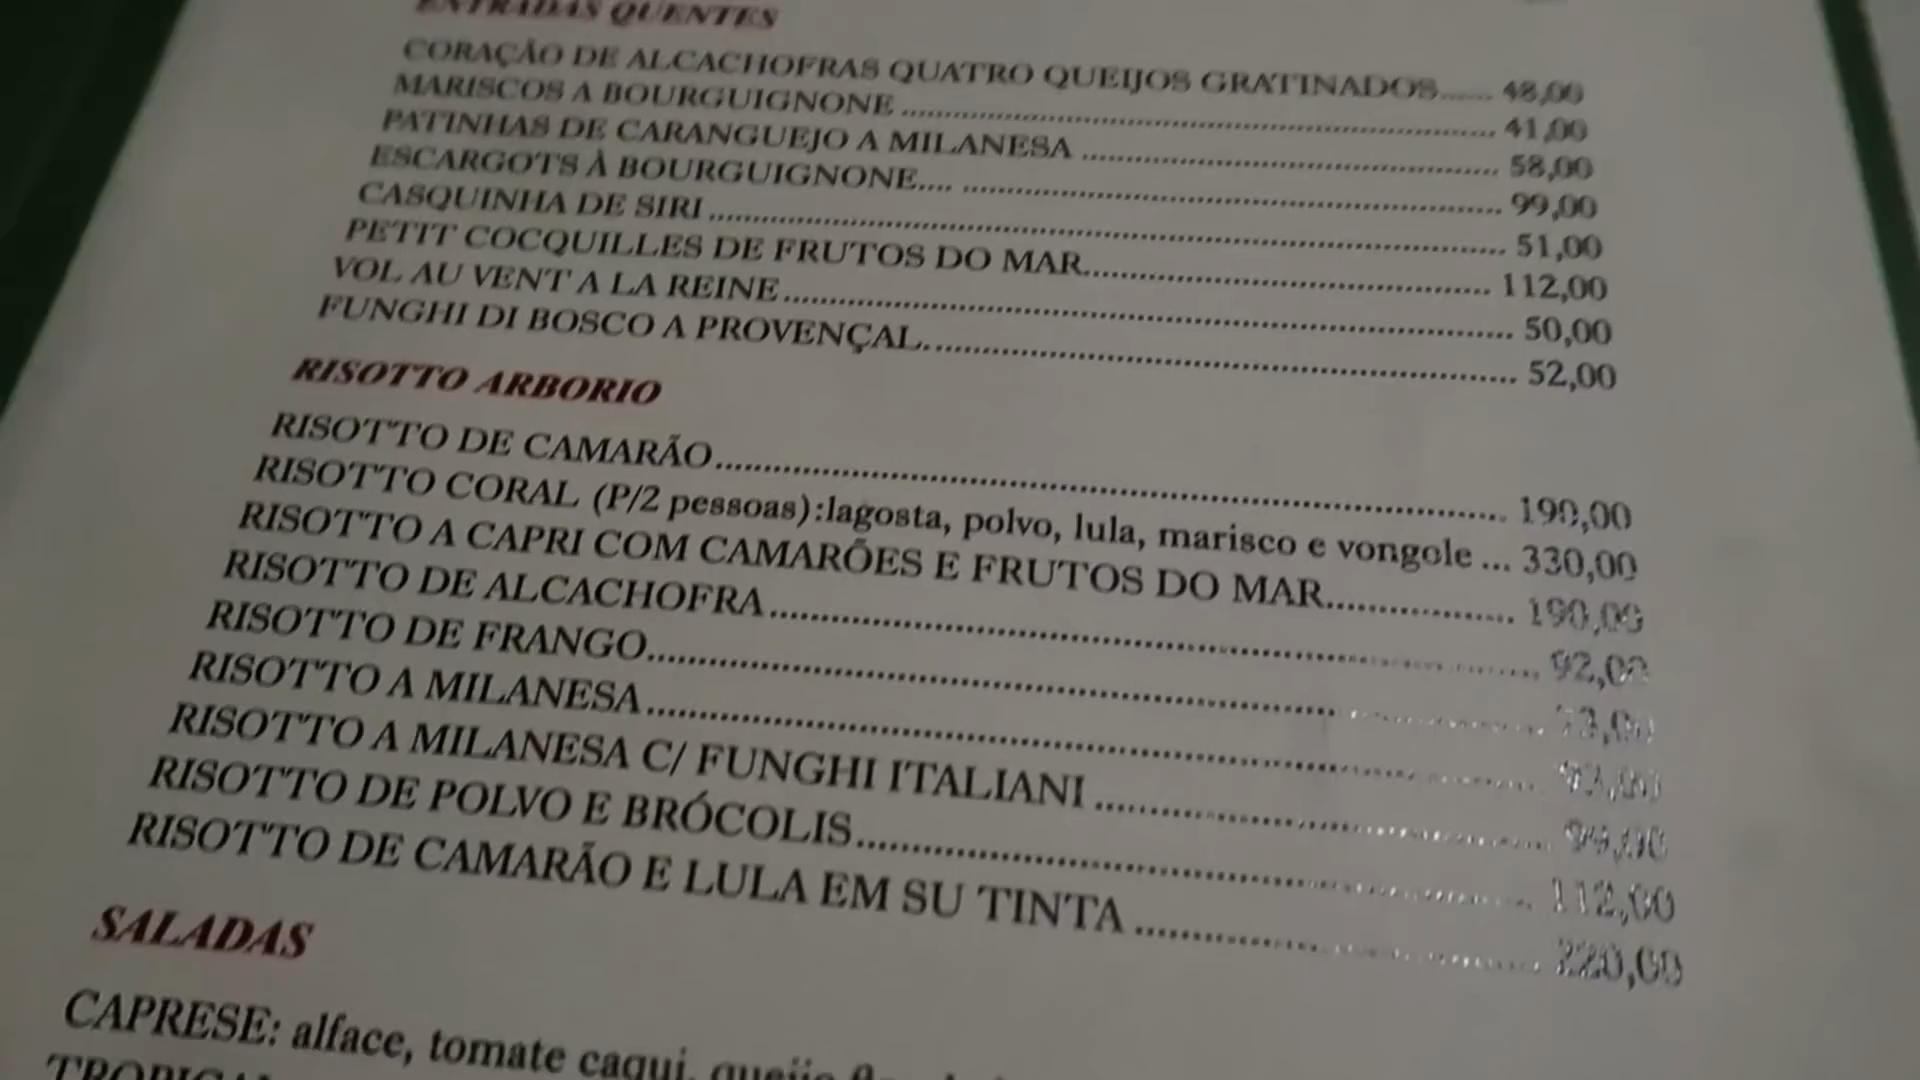 ENTRADAS QUENTES
CORAÇÃO DE ALCACHOFRAS QUATRO QUEIJOS GRATINADOS...... 48,00
MARISCOS A BOURGUIGNONE ........ 41,00
PATINHAS DE CARANGUEJO A MILANESA ........ 58,00
ESCARGOTS À BOURGUIGNONE.... ........ 99,00
CASQUINHA DE SIRI ........ 51,00
PETIT COCQUILLES DE FRUTOS DO MAR........ 112,00
VOL AU VENT A LA REINE ........ 50,00
FUNGHI DI BOSCO A PROVENÇAL........ 52,00
RISOTTO ARBORIO
RISOTTO DE CAMARÃO........ 190,00
RISOTTO CORAL (P/2 pessoas):lagosta, polvo, lula, marisco e vongole ... 330,00
RISOTTO A CAPRI COM CAMARÕES E FRUTOS DO MAR........ 190,00
RISOTTO DE ALCACHOFRA........ 92,00
RISOTTO DE FRANGO........
RISOTTO A MILANESA........
RISOTTO A MILANESA C/ FUNGHI ITALIANI ........
RISOTTO DE POLVO E BRÓCOLIS........ 112,00
RISOTTO DE CAMARÃO E LULA EM SU TINTA ........ 220,00
SALADAS
CAPRESE: alface, tomate caqui, queijo